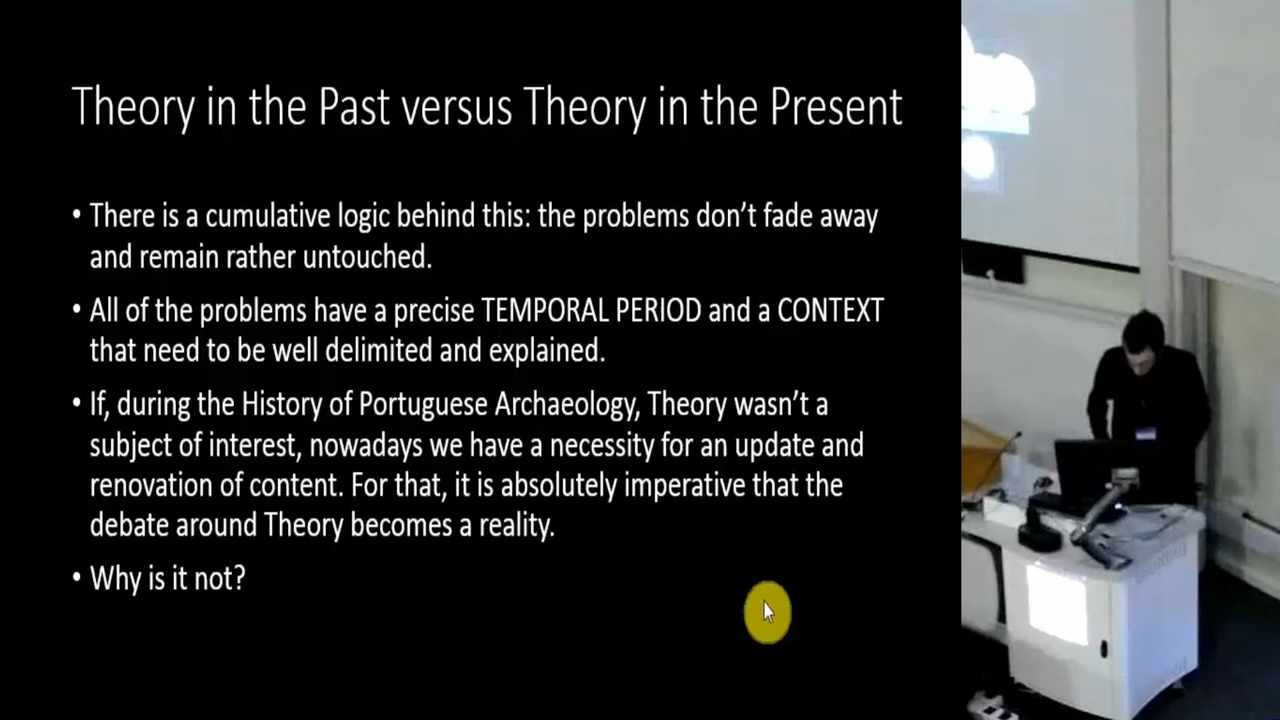 Theory in the Past versus Theory in the Present
• There is a cumulative logic behind this: the problems don’t fade away
and remain rather untouched.
• All of the problems have a precise TEMPORAL PERIOD and a CONTEXT
that need to be well delimited and explained.
• If, during the History of Portuguese Archaeology, Theory wasn’t a
subject of interest, nowadays we have a necessity for an update and
renovation of content. For that, it is absolutely imperative that the
debate around Theory becomes a reality.
• Why is it not?